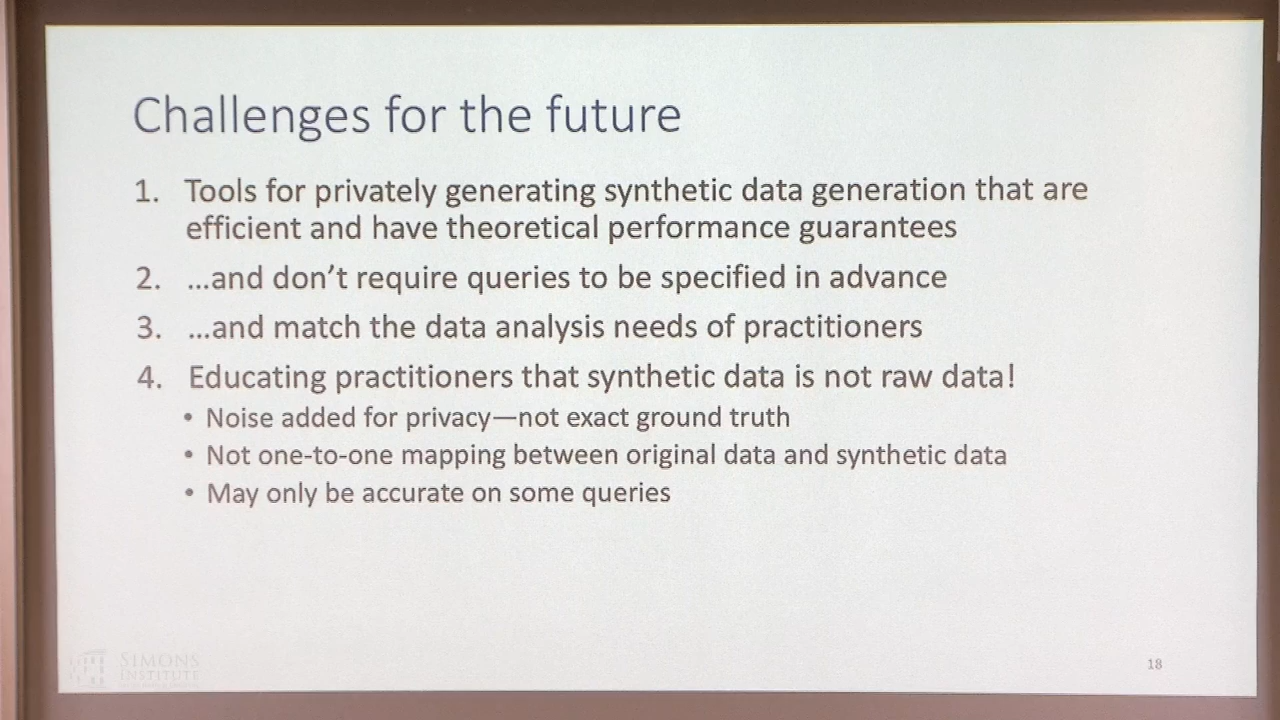 Challenges for the future
1. Tools for privately generating synthetic data generation that are
efficient and have theoretical performance guarantees
2. ...and don't require queries to be specified in advance
3. ...and match the data analysis needs of practitioners
4. Educating practitioners that synthetic data is not raw data!
• Noise added for privacy—not exact ground truth
• Not one-to-one mapping between original data and synthetic data
• May only be accurate on some queries
SIMONS
INSTITUTE
18